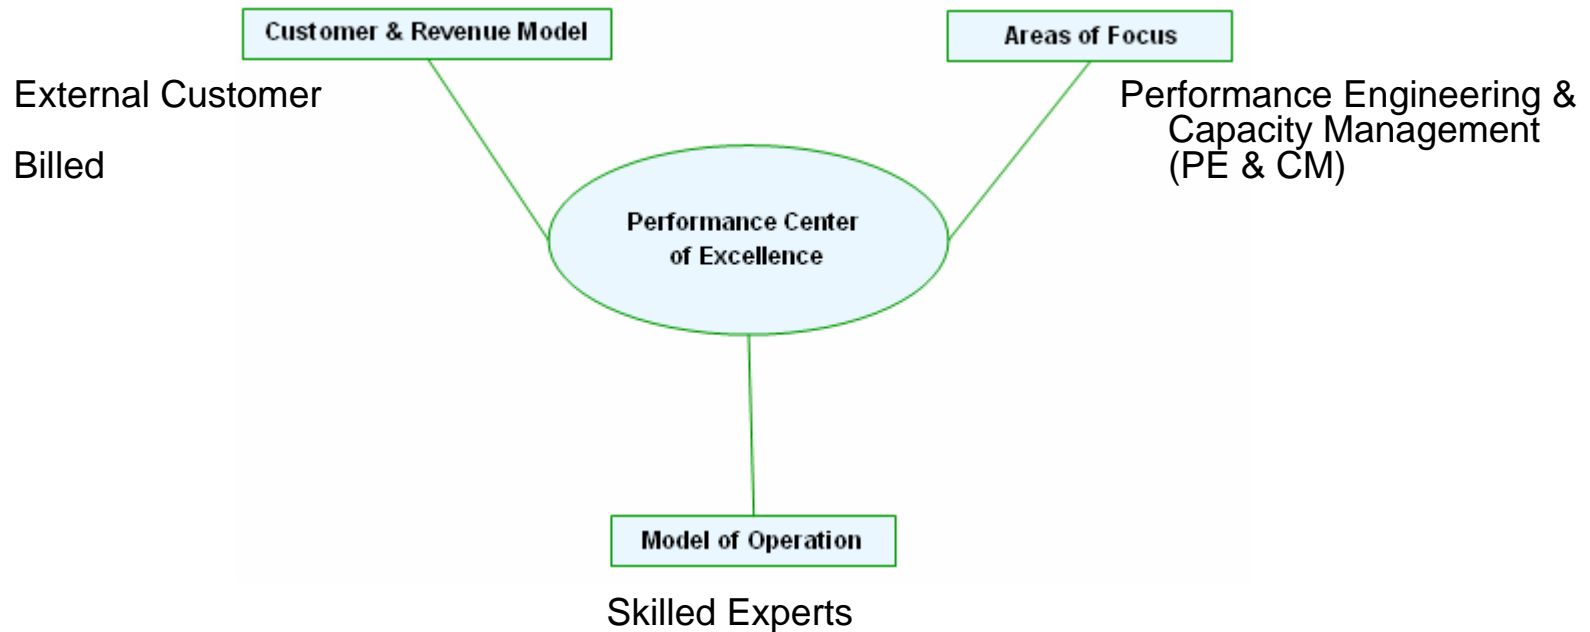 Customer & Revenue Model
Areas of Focus
External Customer
Billed
Performance Engineering &
Capacity Management
(PE & CM)
Performance Center
of Excellence
Model of Operation
Skilled Experts